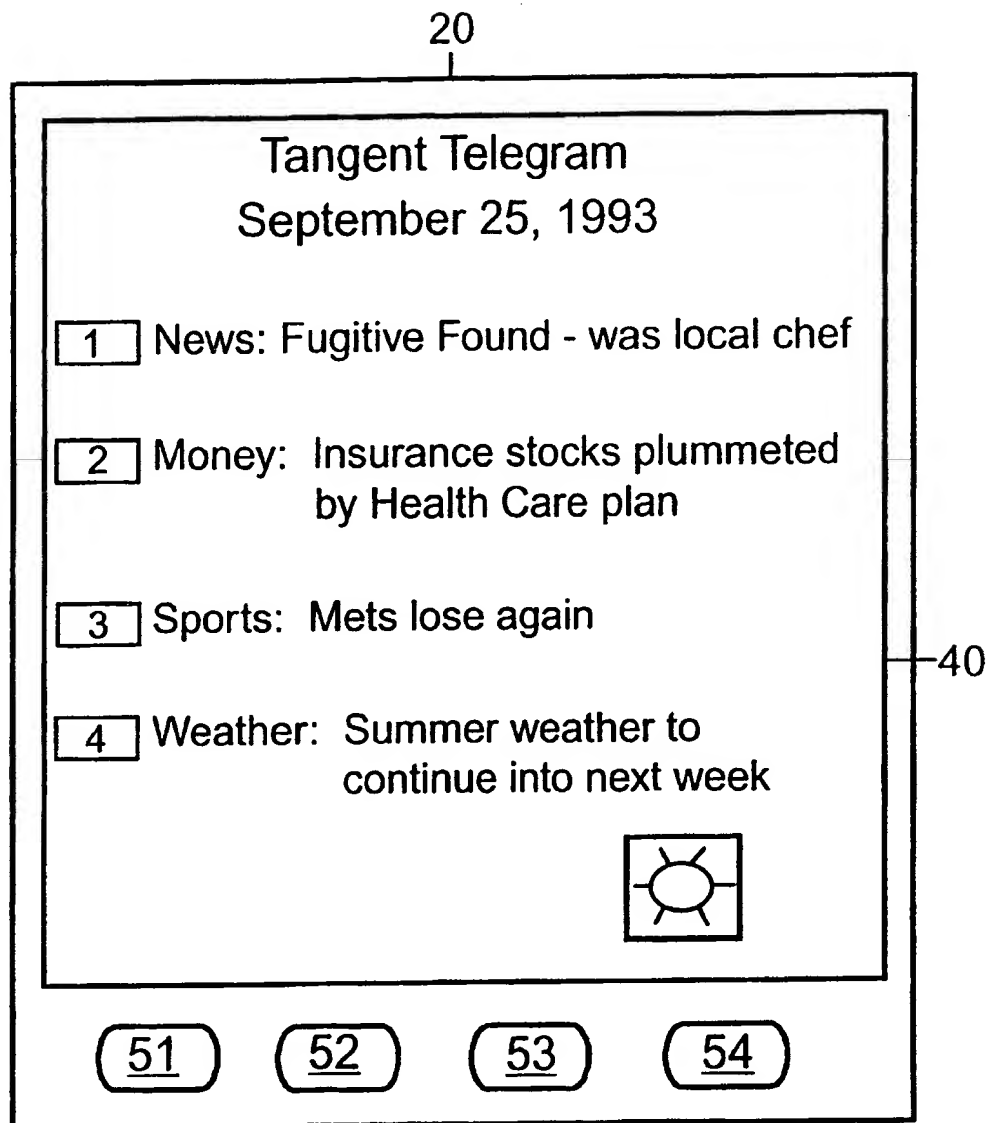 20
Tangent Telegram
September 25, 1993
1 News: Fugitive Found - was local chef
2 Money: Insurance stocks plummeted
by Health Care plan
3 Sports: Mets lose again
40
4 Weather: Summer weather to
continue into next week
51 52 53 54